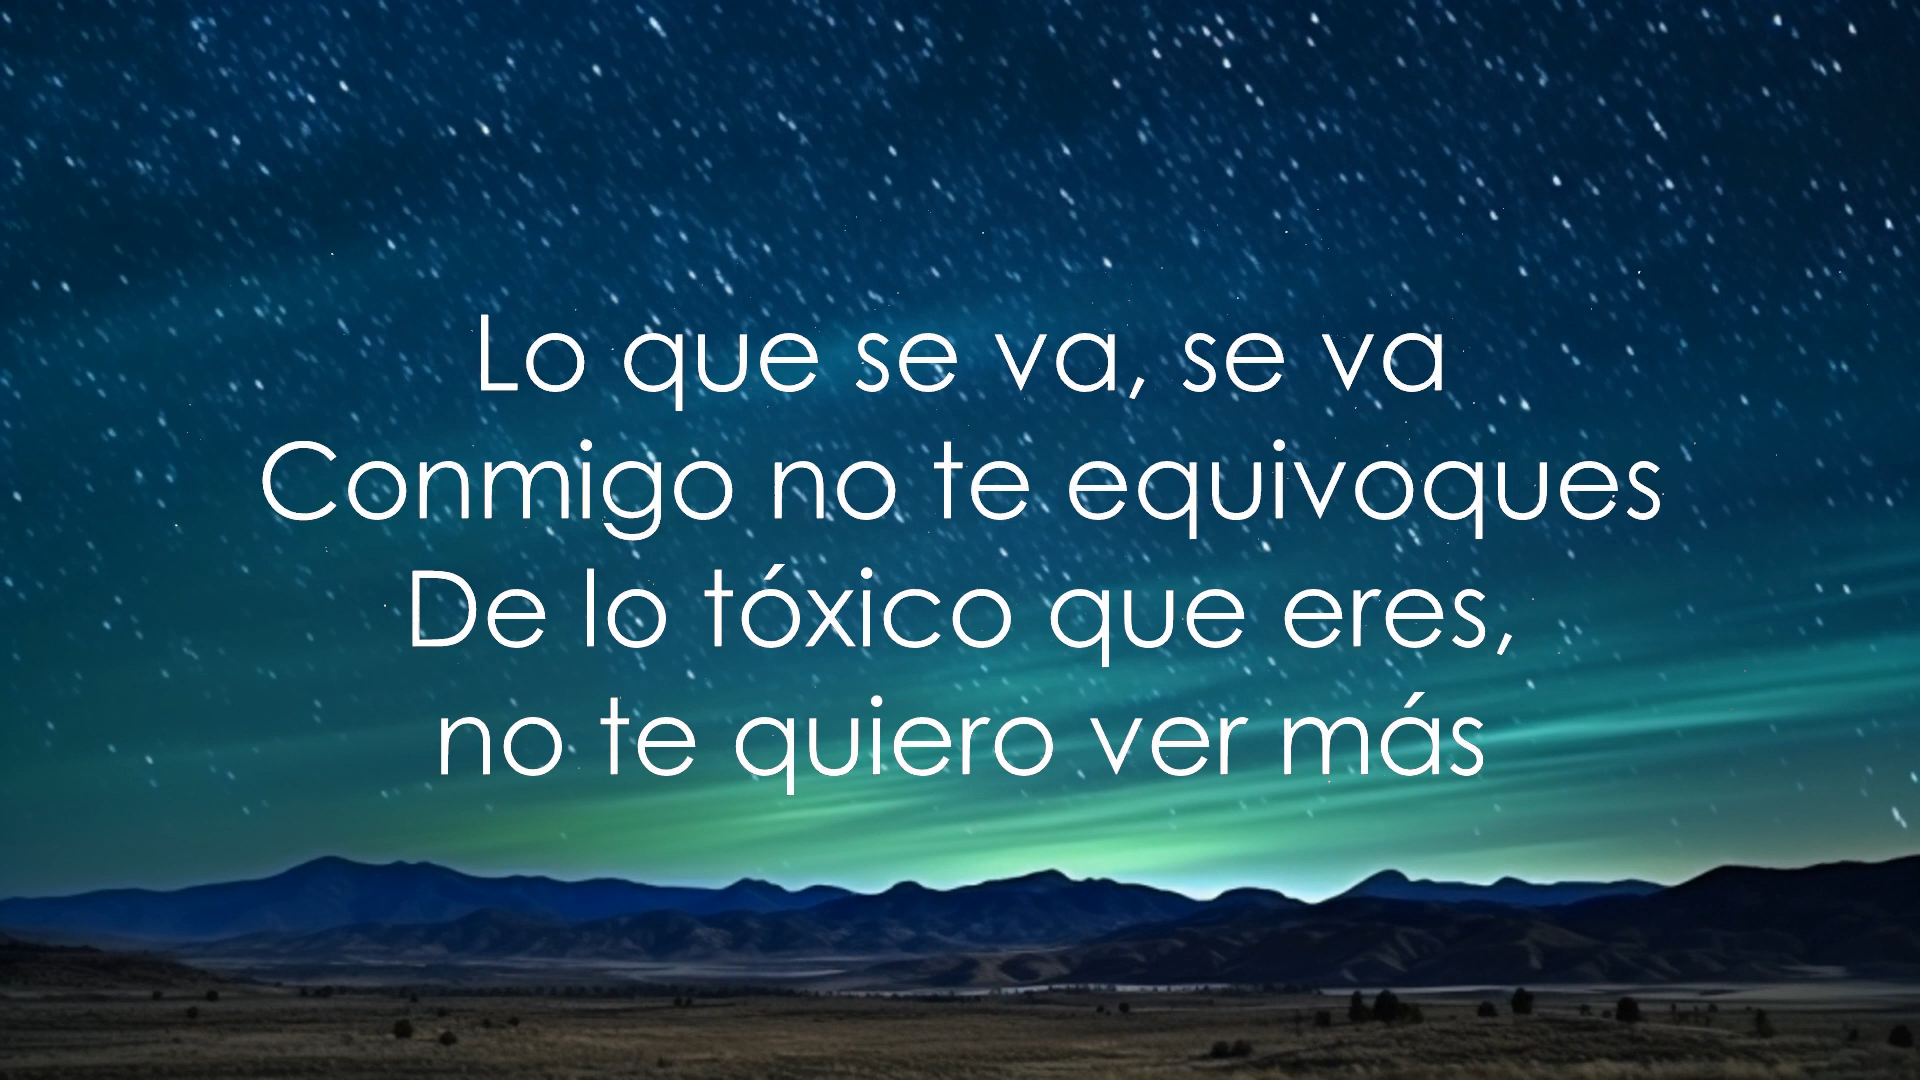 Lo que se va, se va
Conmigo no te equivoques
De lo tóxico que eres,
no te quiero ver más